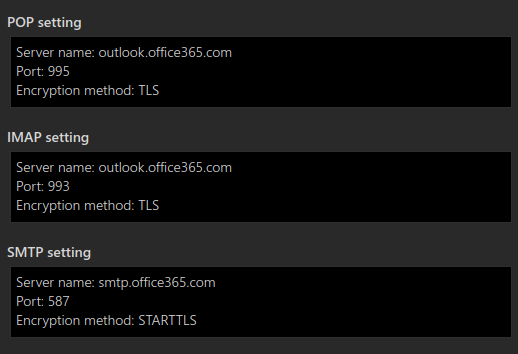 POP setting
Server name: outlook.office365.com
Port: 995
Encryption method: TLS
IMAP setting
Server name: outlook.office365.com
Port: 993
Encryption method: TLS
SMTP setting
Server name: smtp.office365.com
Port: 587
Encryption method: STARTTLS